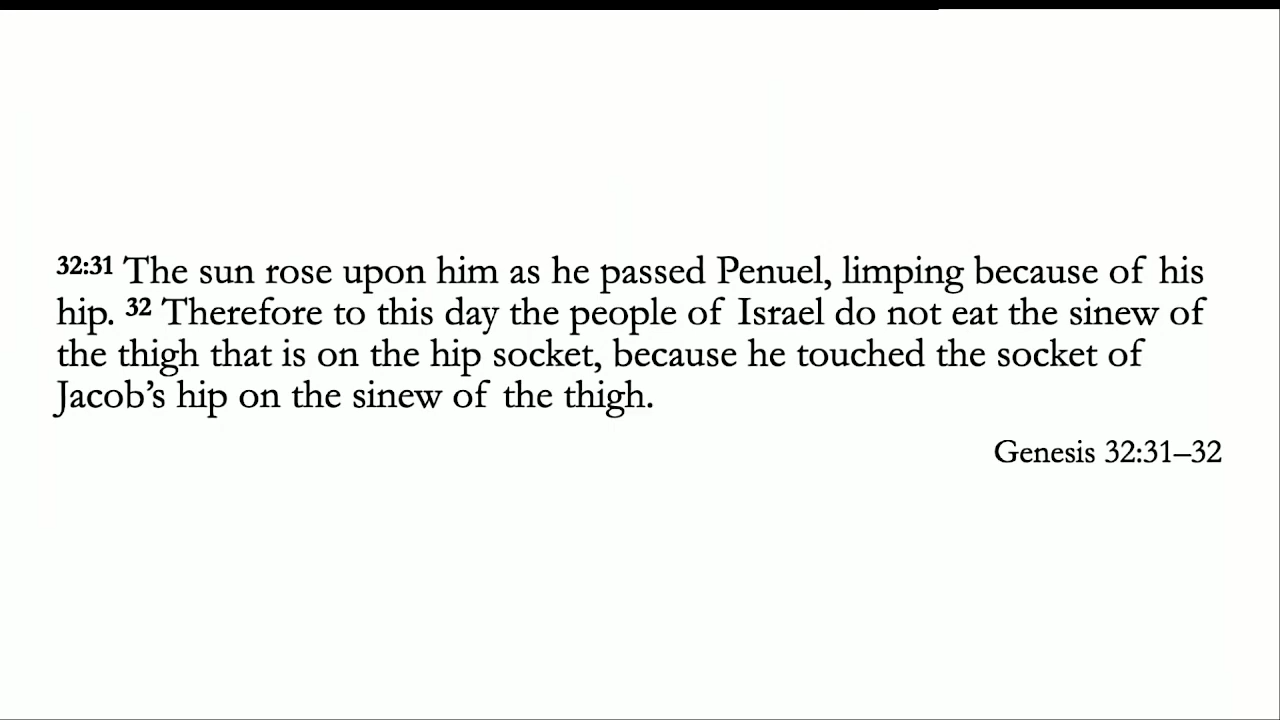 32:31 The sun rose upon him as he passed Penuel, limping because of his
hip. 32 Therefore to this day the people of Israel do not eat the sinew of
the thigh that is on the hip socket, because he touched the socket of
Jacob’s hip on the sinew of the thigh.
Genesis 32:31–32